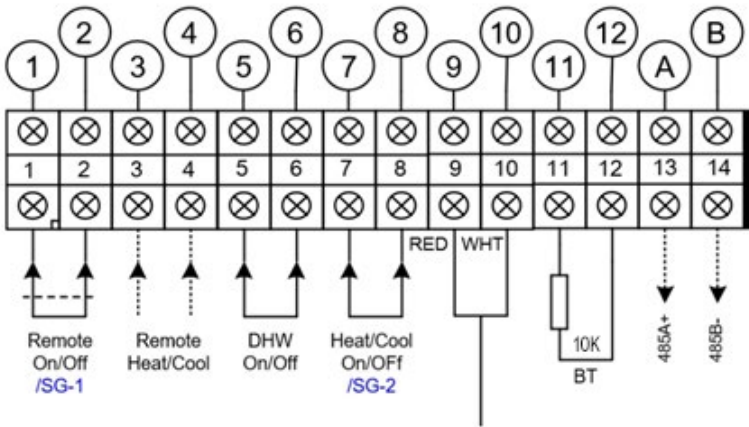 1 2 3 4 5 6 7 8 9 10 11 12 A B
1 2 3 4 5 6 7 8 9 10 11 12 13 14
RED WHT
Remote
On/Off
/SG-1
Remote
Heat/Cool
DHW
On/Off
Heat/Cool
On/OFf
/SG-2
10K
BT
485A+
485B-